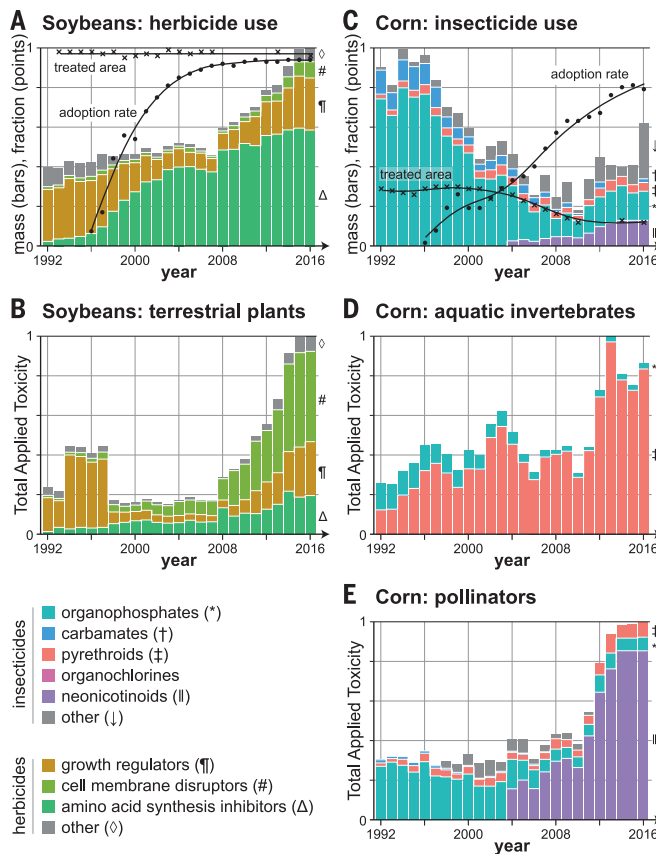 A Soybeans: herbicide use
mass (bars), fraction (points)
1
0
treated area
adoption rate
◊
#
¶
Δ
1992 2000 2008 2016
year
C Corn: insecticide use
mass (bars), fraction (points)
1
0
adoption rate
treated area
↓
†
‡
*
||
1992 2000 2008 2016
year
B Soybeans: terrestrial plants
Total Applied Toxicity
1
0
◊
#
¶
Δ
1992 2000 2008 2016
year
D Corn: aquatic invertebrates
Total Applied Toxicity
1
0
*
‡
1992 2000 2008 2016
year
insecticides
organophosphates (*)
carbamates (†)
pyrethroids (‡)
organochlorines
neonicotinoids (||)
other (↓)
herbicides
growth regulators (¶)
cell membrane disruptors (#)
amino acid synthesis inhibitors (Δ)
other (◊)
E Corn: pollinators
Total Applied Toxicity
1
0
‡
*
||
1992 2000 2008 2016
year